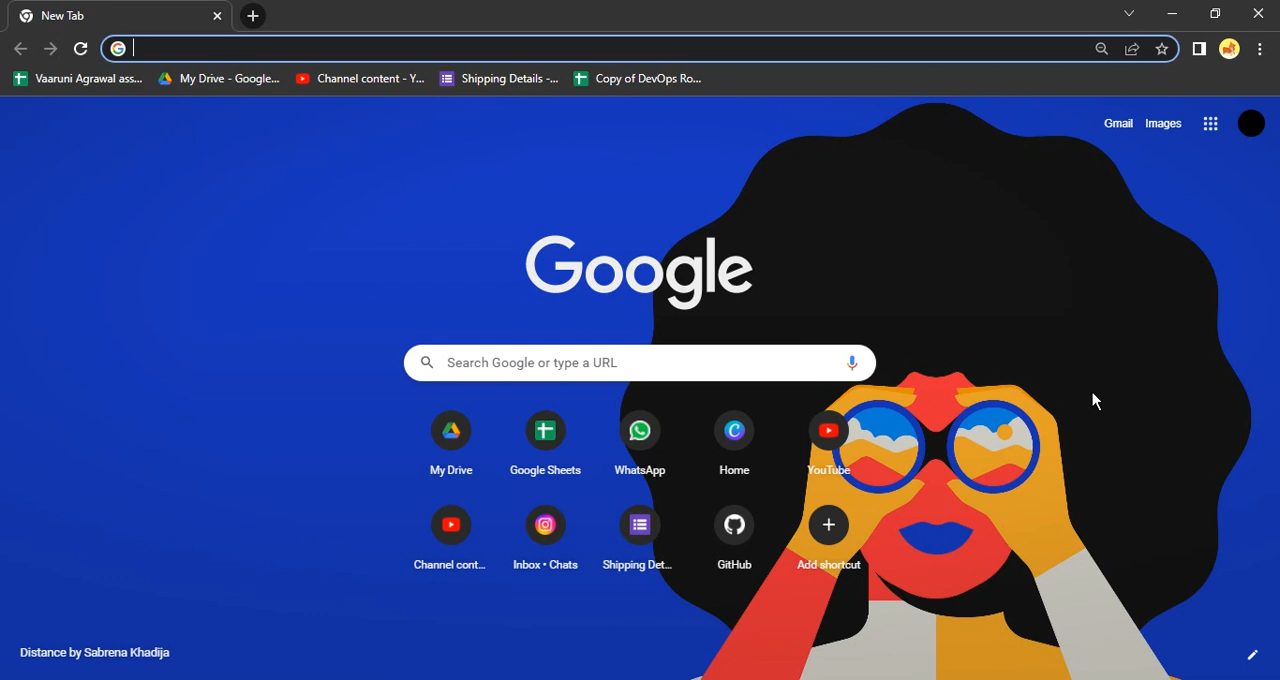 New Tab
Vaaruni Agrawal ass... My Drive - Google... Channel content - Y... Shipping Details -... Copy of DevOps Ro...
Gmail Images
Google
Search Google or type a URL
My Drive Google Sheets WhatsApp Home YouTube
Channel cont... Inbox • Chats Shipping Det... GitHub Add shortcut
Distance by Sabrena Khadija